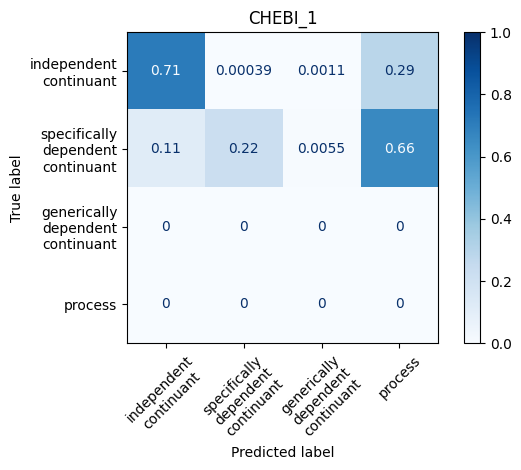 CHEBI_1
True label
independent
continuant
0.71 0.00039 0.0011 0.29
specifically
dependent
continuant
0.11 0.22 0.0055 0.66
generically
dependent
continuant
0 0 0 0
process
0 0 0 0
independent
continuant
specifically
dependent
continuant
generically
dependent
continuant
process
Predicted label
1.0
0.8
0.6
0.4
0.2
0.0